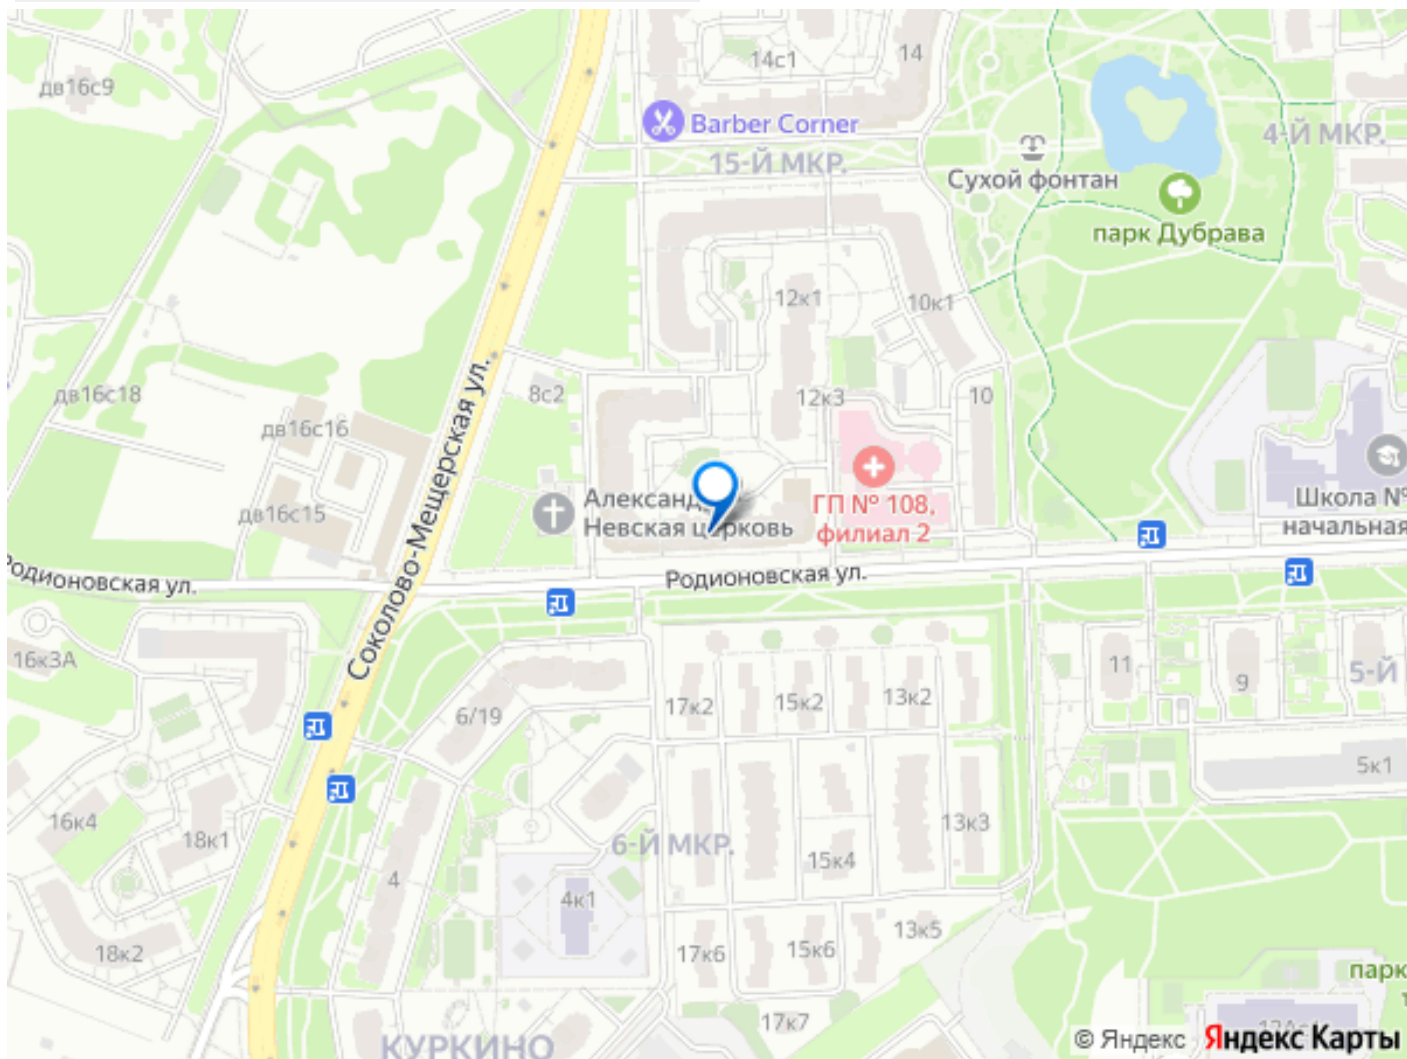 14с1
14
дв16с9
Barber Corner
15-Й МКР.
4-Й МКР.
Сухой фонтан
парк Дубрава
12к1
10к1
дв16с18
8с2
12к3
10
дв16с16
Соколово-Мещерская ул.
дв16с15
Александ
Невская церковь
ГП № 108,
филиал 2
Школа №
начальная
Родионовская ул.
Родионовская ул.
16к3А
11
9
5-Й
6/19
17к2
15к2
13к2
5к1
16к4
18к1
6-Й МКР.
13к3
15к4
4
4к1
18к2
17к6
15к6
13к5
парк
17к7
КУРКИНО
© Яндекс Яндекс Карты